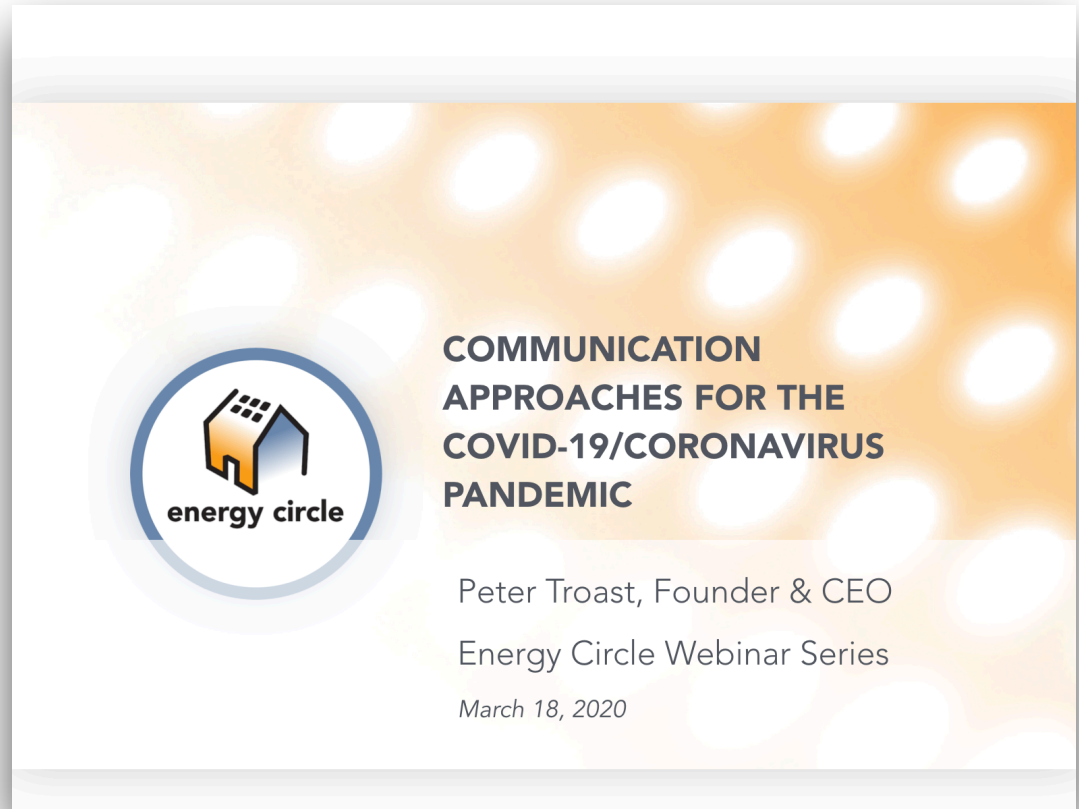 COMMUNICATION
APPROACHES FOR THE
COVID-19/CORONAVIRUS
PANDEMIC
energy circle
Peter Troast, Founder & CEO
Energy Circle Webinar Series
March 18, 2020